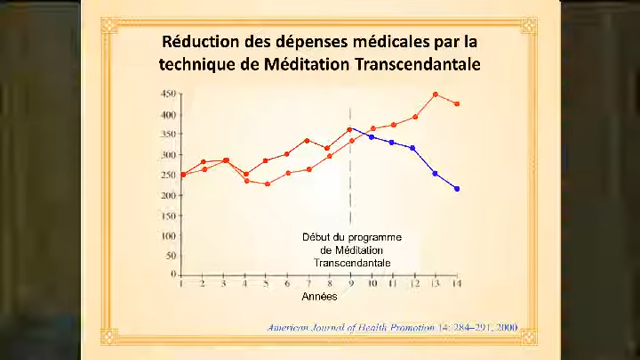 Réduction des dépenses médicales par la
technique de Méditation Transcendantale
450
400
350
300
250
200
150
100
50
0
1 2 3 4 5 6 7 8 9 10 11 12 13 14
Début du programme
de Méditation
Transcendantale
Années
American Journal of Health Promotion 14: 284–291, 2000